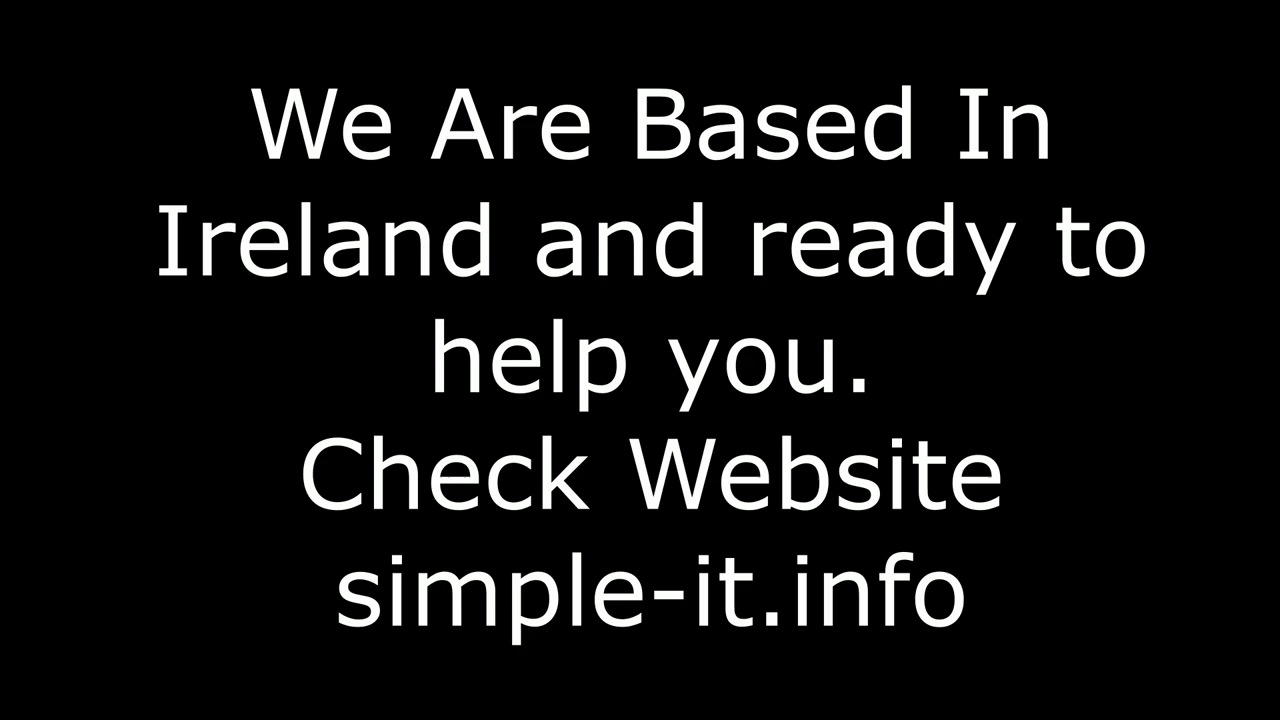 We Are Based In
Ireland and ready to
help you.
Check Website
simple-it.info